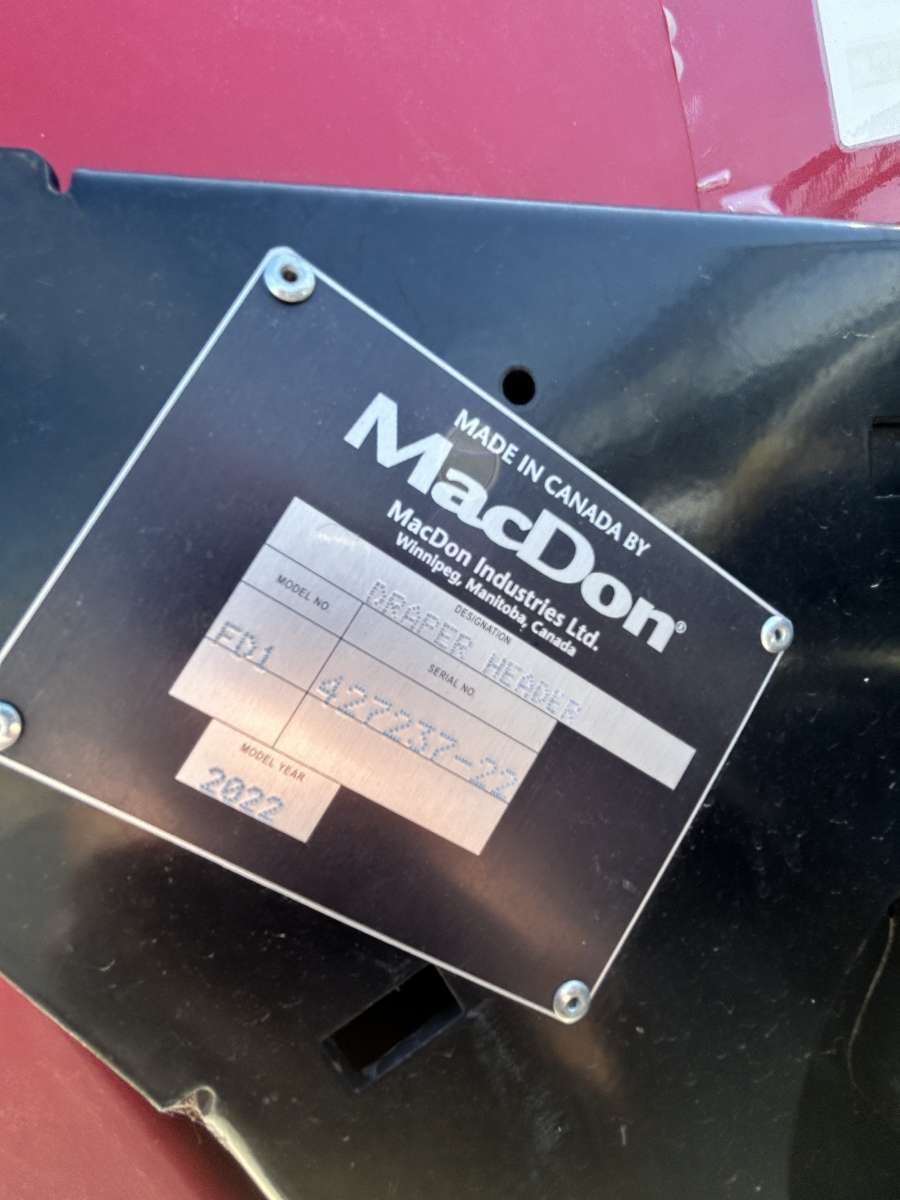 MADE IN CANADA BY
MacDon®
MacDon Industries Ltd.
Winnipeg, Manitoba, Canada
DESIGNATION
DRAPER HEADER
MODEL NO.
SERIAL NO.
FD1
427237-22
MODEL YEAR
2022